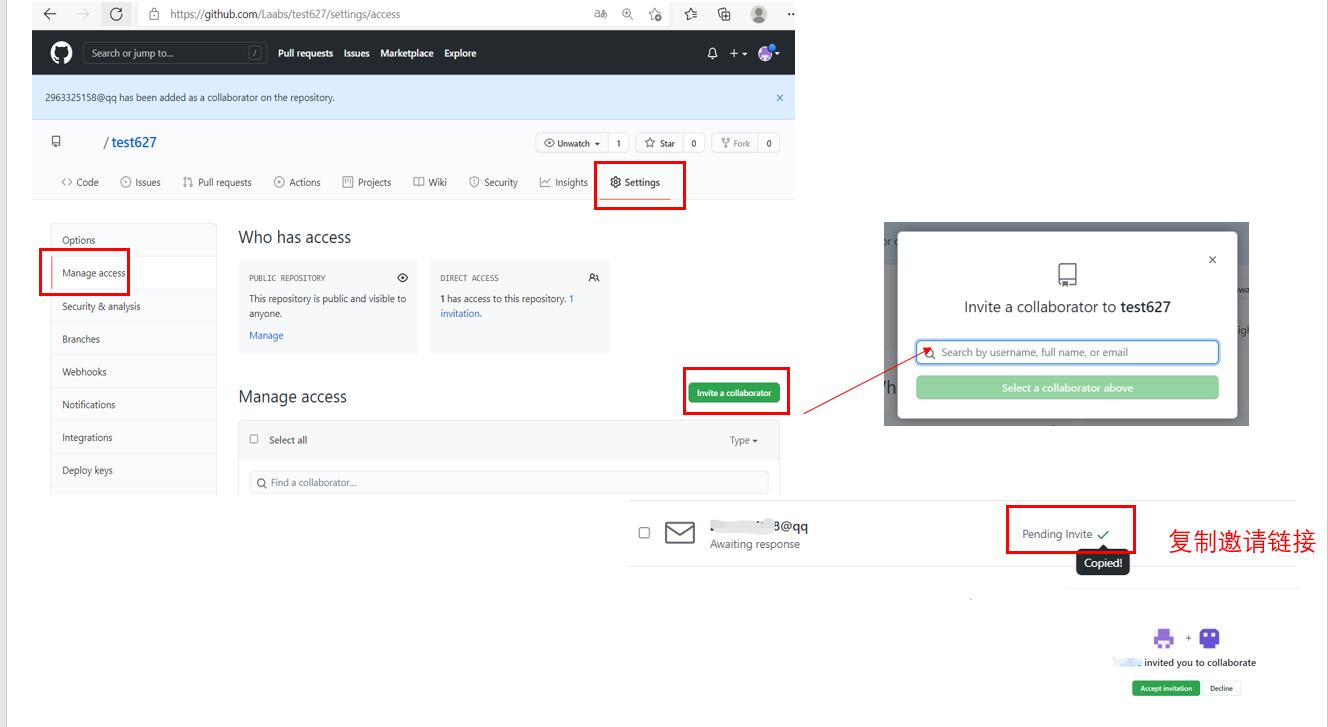 https://github.com/Laabs/test627/settings/access
Search or jump to... /
Pull requests Issues Marketplace Explore
2963325158@qq has been added as a collaborator on the repository.
/ test627
Unwatch 1 Star 0 Fork 0
Code Issues Pull requests Actions Projects Wiki Security Insights Settings
Options
Manage access
Security & analysis
Branches
Webhooks
Notifications
Integrations
Deploy keys
Who has access
PUBLIC REPOSITORY
This repository is public and visible to
anyone.
Manage
DIRECT ACCESS
1 has access to this repository. 1
invitation.
Manage access
Invite a collaborator
Select all Type
Find a collaborator...
Invite a collaborator to test627
Search by username, full name, or email
Select a collaborator above
8@qq
Awaiting response
Pending Invite
Copied!
复制邀请链接
invited you to collaborate
Accept invitation Decline